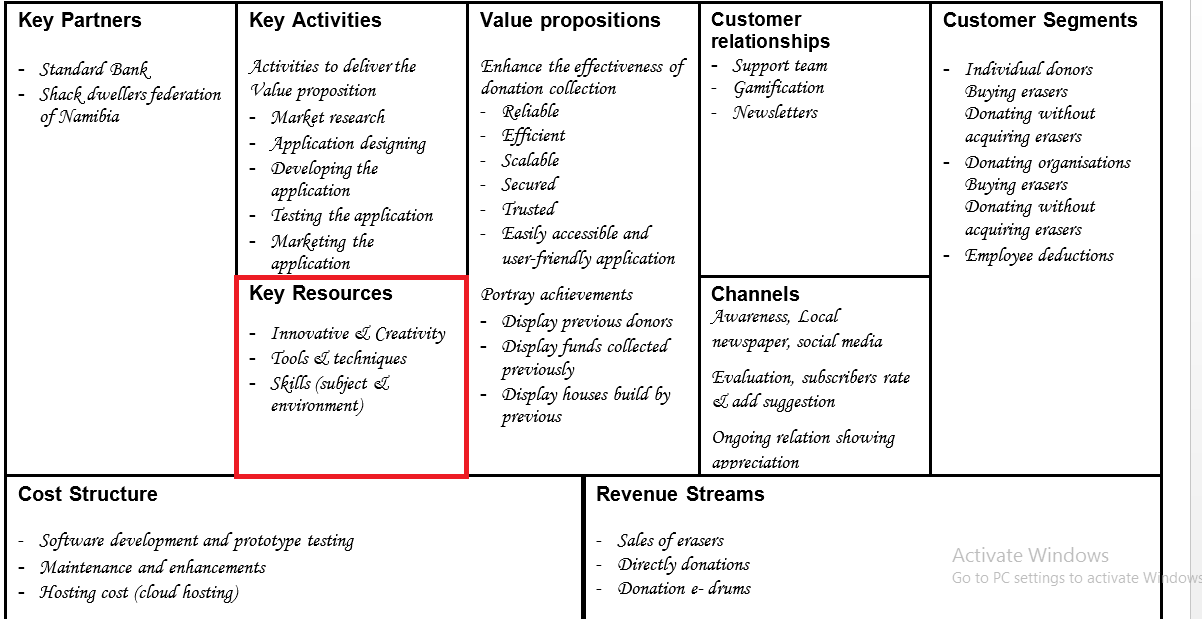 Key Partners
- Standard Bank
- Shack dwellers federation
of Namibia
Key Activities
Activities to deliver the
Value proposition
- Market research
- Application designing
- Developing the
application
- Testing the application
- Marketing the
application
Key Resources
- Innovative & Creativity
- Tools & techniques
- Skills (subject &
environment)
Value propositions
Enhance the effectiveness of
donation collection
- Reliable
- Efficient
- Scalable
- Secured
- Trusted
- Easily accessible and
user-friendly application
Portray achievements
- Display previous donors
- Display funds collected
previously
- Display houses build by
previous
Customer
relationships
- Support team
- Gamification
- Newsletters
Channels
Awareness, Local
newspaper, social media
Evaluation, subscribers rate
& add suggestion
Ongoing relation showing
appreciation
Customer Segments
- Individual donors
Buying erasers
Donating without
acquiring erasers
- Donating organisations
Buying erasers
Donating without
acquiring erasers
- Employee deductions
Cost Structure
- Software development and prototype testing
- Maintenance and enhancements
- Hosting cost (cloud hosting)
Revenue Streams
- Sales of erasers
- Directly donations
- Donation e- drums
Activate Windows
Go to PC settings to activate Windows